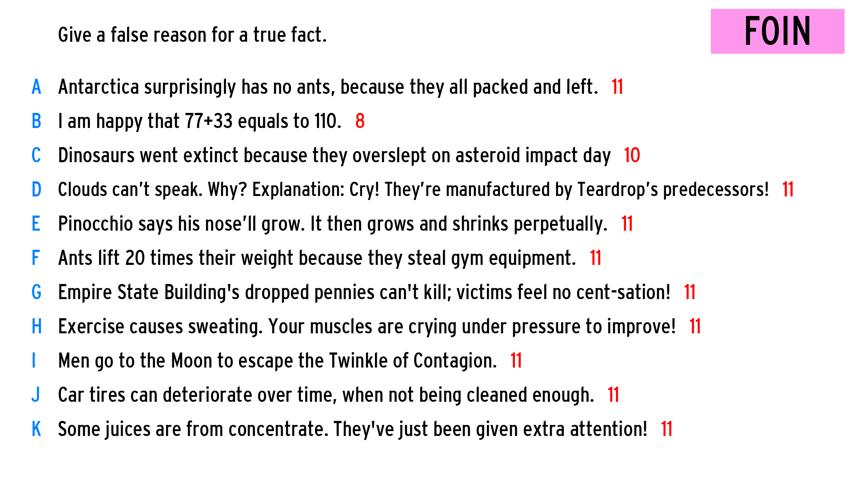 Give a false reason for a true fact.
FOIN
A Antarctica surprisingly has no ants, because they all packed and left. 11
B I am happy that 77+33 equals to 110. 8
C Dinosaurs went extinct because they overslept on asteroid impact day 10
D Clouds can't speak. Why? Explanation: Cry! They're manufactured by Teardrop's predecessors! 11
E Pinocchio says his nose'll grow. It then grows and shrinks perpetually. 11
F Ants lift 20 times their weight because they steal gym equipment. 11
G Empire State Building's dropped pennies can't kill; victims feel no cent-sation! 11
H Exercise causes sweating. Your muscles are crying under pressure to improve! 11
I Men go to the Moon to escape the Twinkle of Contagion. 11
J Car tires can deteriorate over time, when not being cleaned enough. 11
K Some juices are from concentrate. They've just been given extra attention! 11